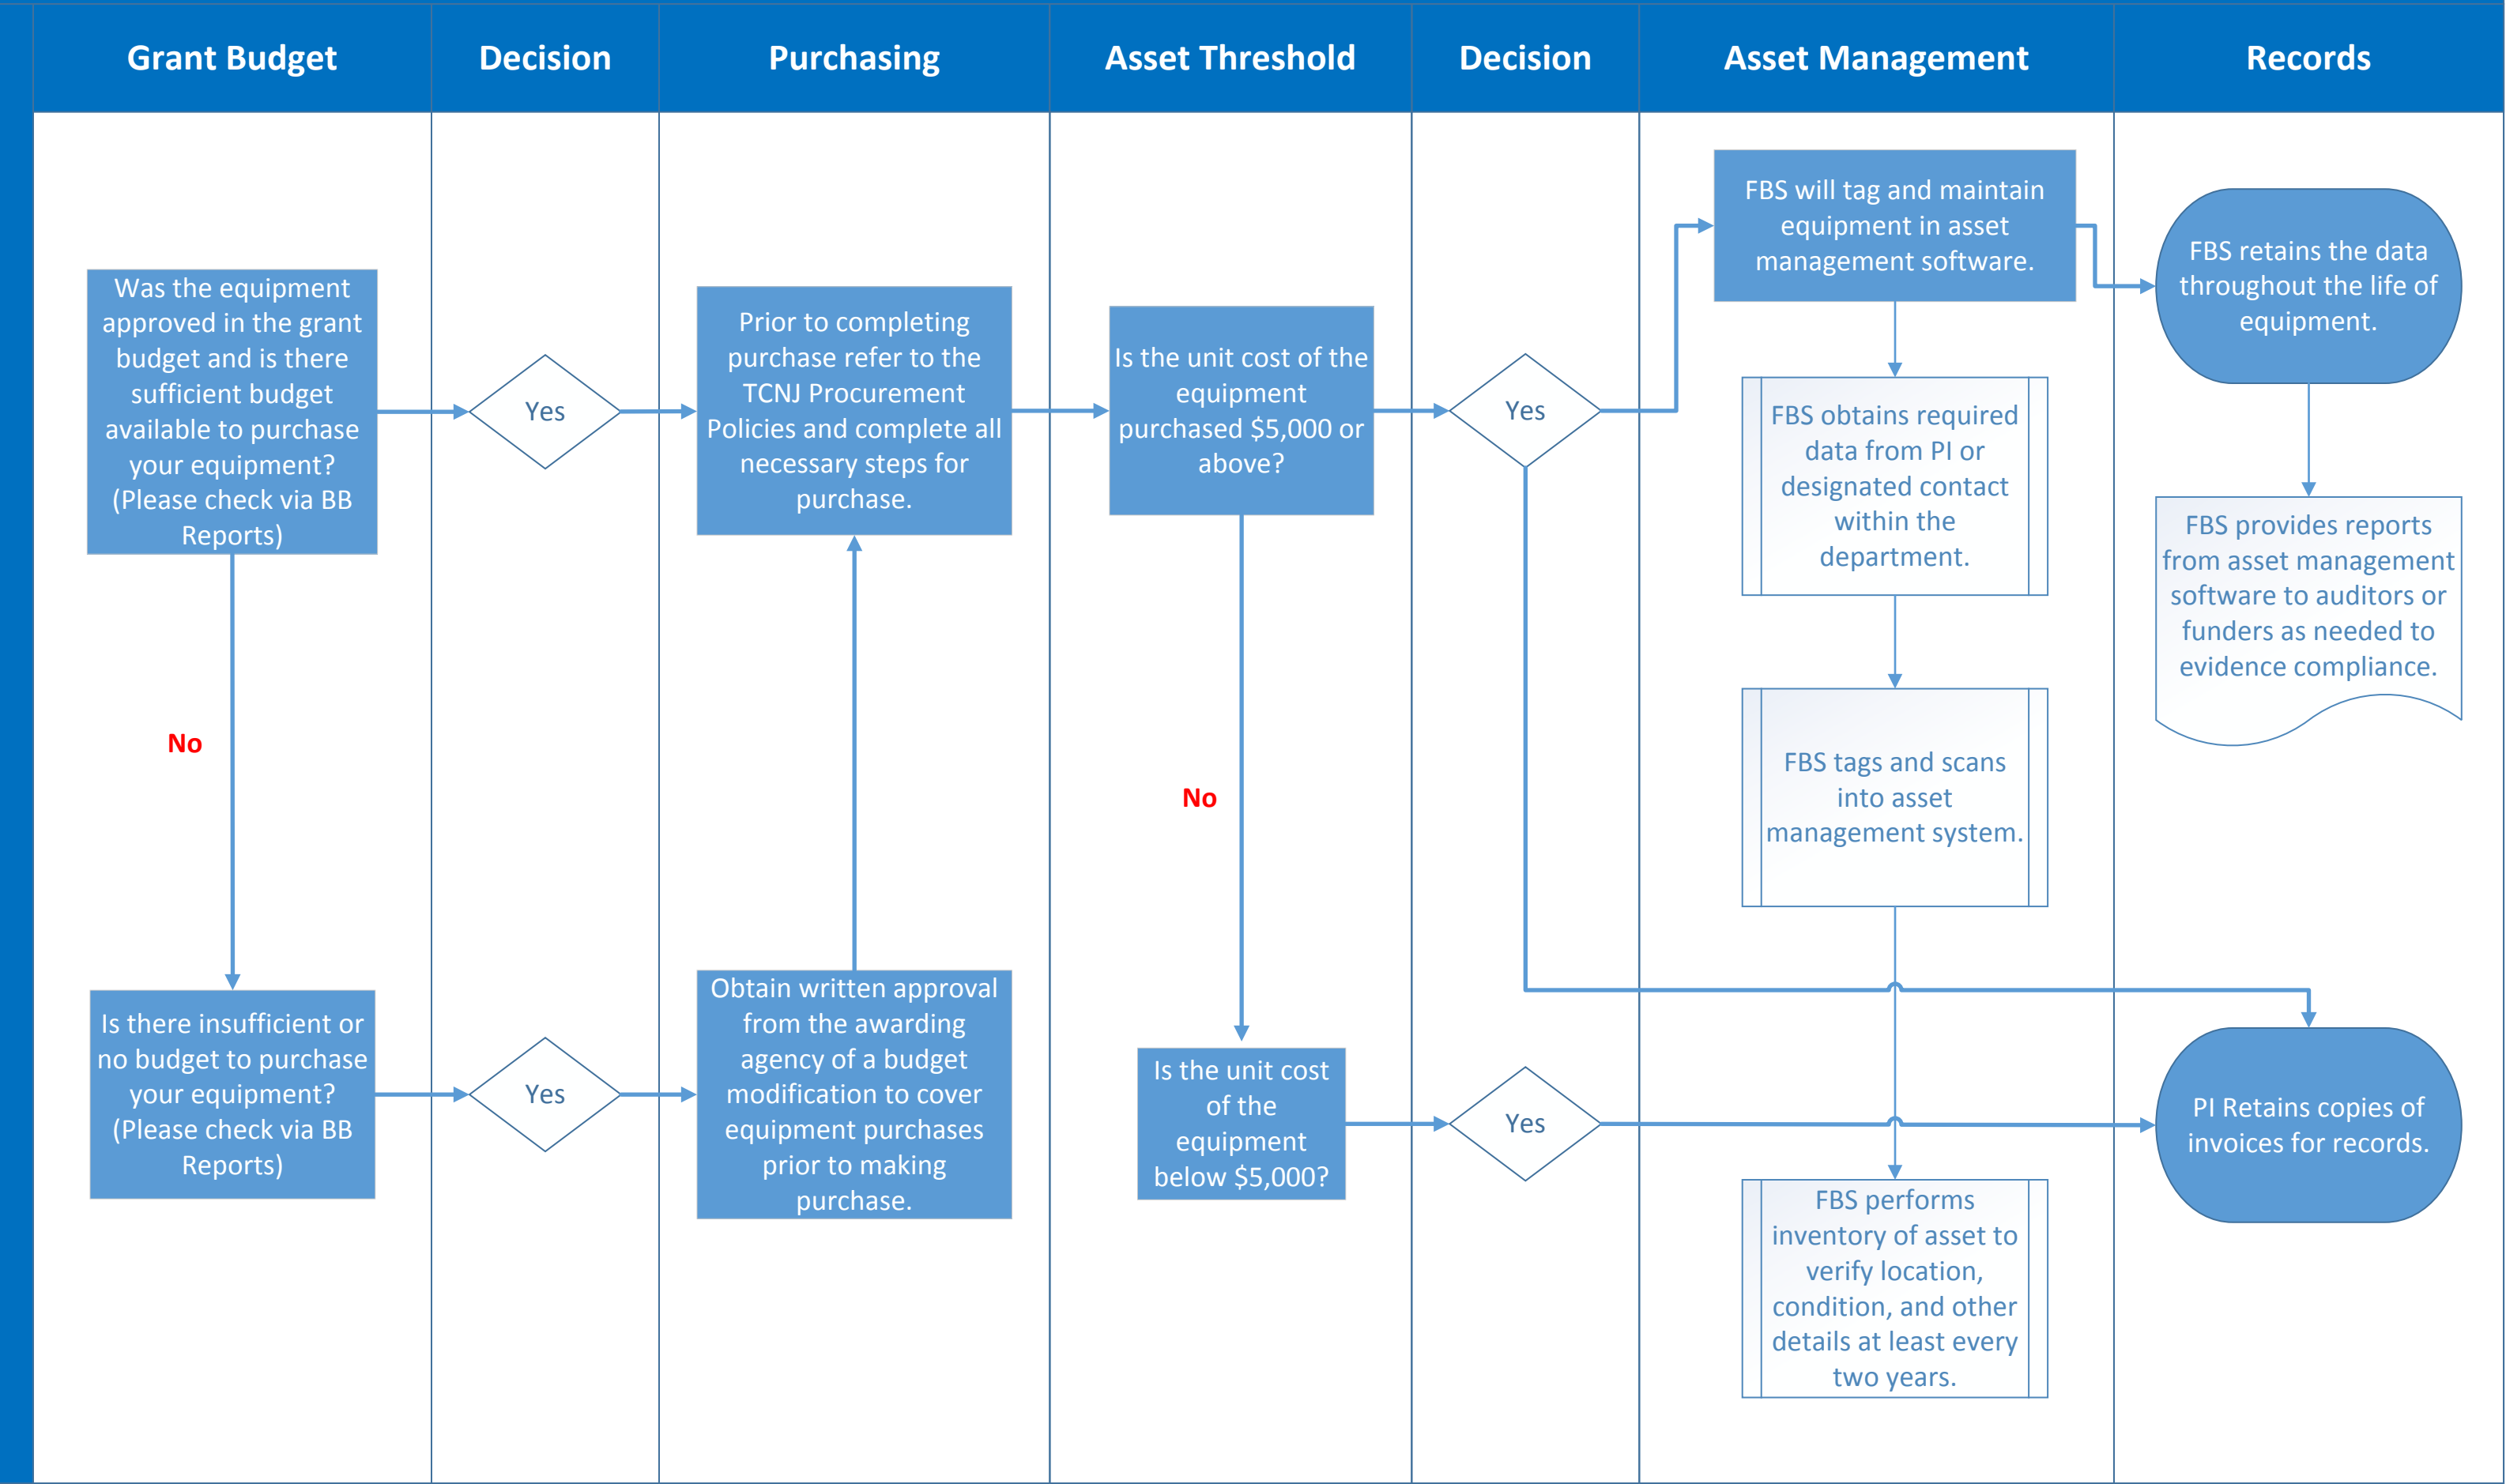 Grant Budget
Decision
Purchasing
Asset Threshold
Decision
Asset Management
Records
Was the equipment
approved in the grant
budget and is there
sufficient budget
available to purchase
your equipment?
(Please check via BB
Reports)
No
Is there insufficient or
no budget to purchase
your equipment?
(Please check via BB
Reports)
Yes
Yes
Prior to completing
purchase refer to the
TCNJ Procurement
Policies and complete all
necessary steps for
purchase.
Obtain written approval
from the awarding
agency of a budget
modification to cover
equipment purchases
prior to making
purchase.
Is the unit cost of the
equipment
purchased $5,000 or
above?
No
Is the unit cost
of the
equipment
below $5,000?
Yes
Yes
FBS will tag and maintain
equipment in asset
management software.
FBS obtains required
data from PI or
designated contact
within the
department.
FBS tags and scans
into asset
management system.
FBS performs
inventory of asset to
verify location,
condition, and other
details at least every
two years.
FBS retains the data
throughout the life of
equipment.
FBS provides reports
from asset management
software to auditors or
funders as needed to
evidence compliance.
PI Retains copies of
invoices for records.